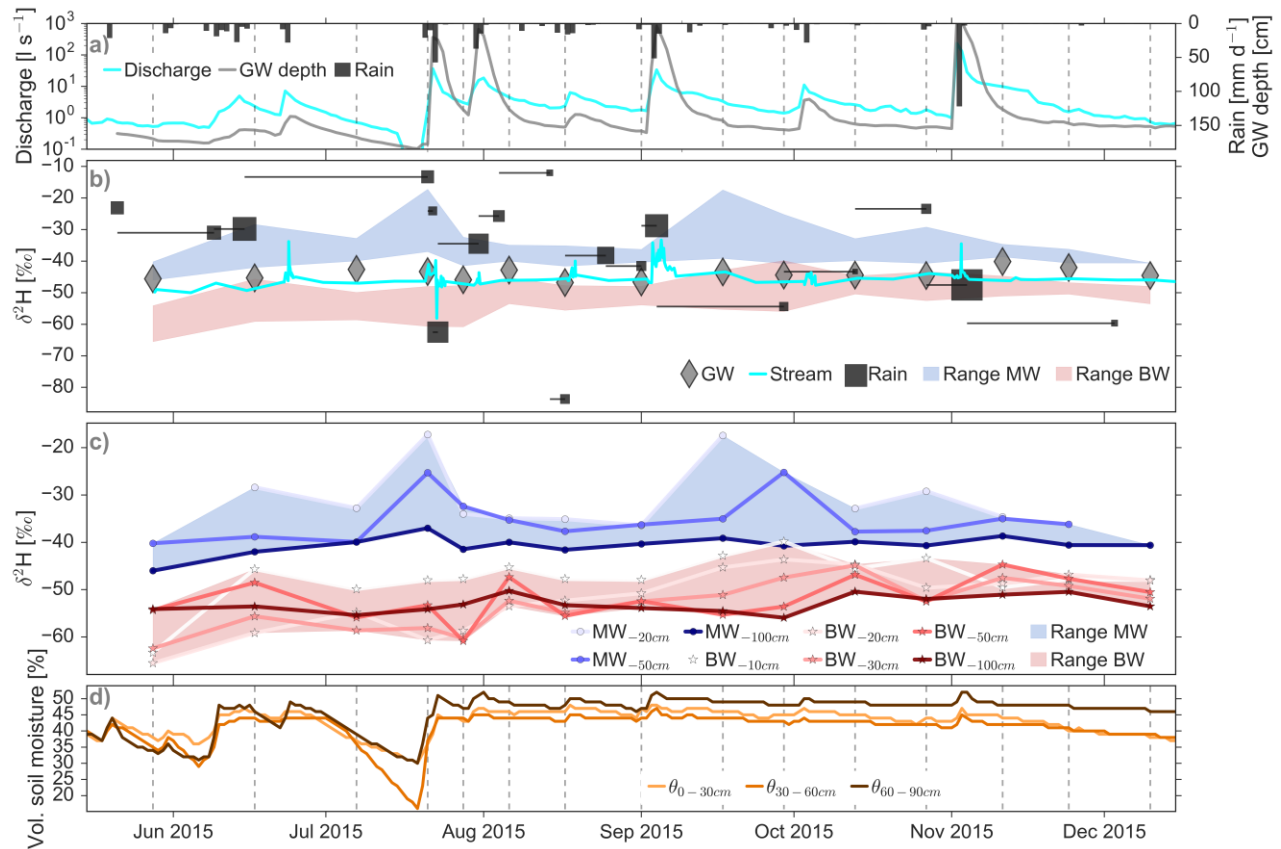 a)
Discharge [l s⁻¹]
10³
10²
10¹
10⁰
10⁻¹
Discharge GW depth Rain
0
50
100
150
Rain [mm d⁻¹]
GW depth [cm]
b)
δ²H [‰]
−10
−20
−30
−40
−50
−60
−70
−80
GW Stream Rain Range MW Range BW
c)
δ²H [‰]
−20
−30
−40
−50
−60
MW₋20cm MW₋100cm BW₋20cm BW₋50cm Range MW
MW₋50cm BW₋10cm BW₋30cm BW₋100cm Range BW
d)
Vol. soil moisture [%]
50
45
40
35
30
25
20
θ0−30cm θ30−60cm θ60−90cm
Jun 2015 Jul 2015 Aug 2015 Sep 2015 Oct 2015 Nov 2015 Dec 2015